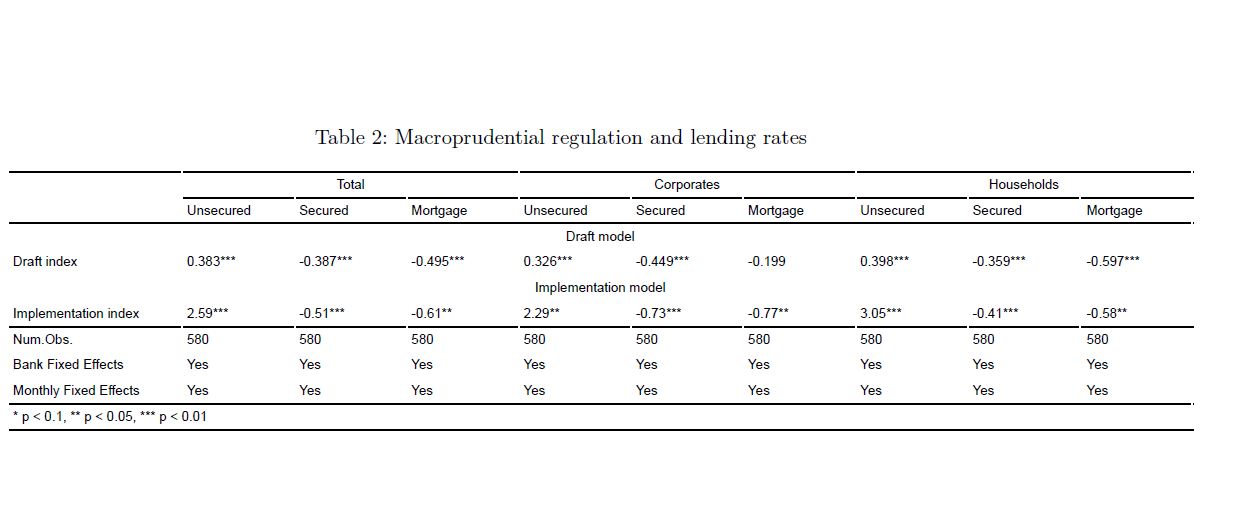 Table 2: Macroprudential regulation and lending rates
Total Corporates Households
Unsecured Secured Mortgage Unsecured Secured Mortgage Unsecured Secured Mortgage
Draft model
Draft index 0.383*** -0.387*** -0.495*** 0.326*** -0.449*** -0.199 0.398*** -0.359*** -0.597***
Implementation model
Implementation index 2.59*** -0.51*** -0.61** 2.29** -0.73*** -0.77** 3.05*** -0.41*** -0.58**
Num.Obs. 580 580 580 580 580 580 580 580 580
Bank Fixed Effects Yes Yes Yes Yes Yes Yes Yes Yes Yes
Monthly Fixed Effects Yes Yes Yes Yes Yes Yes Yes Yes Yes
* p < 0.1, ** p < 0.05, *** p < 0.01